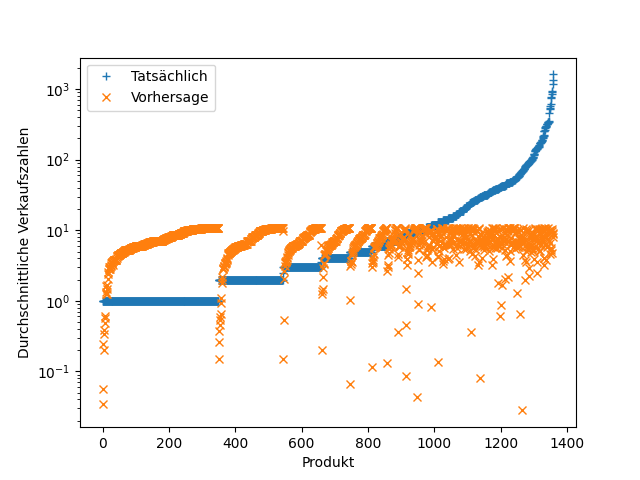 Tatsächlich
Vorhersage
Durchschnittliche Verkaufszahlen
10³
10²
10¹
10⁰
10⁻¹
0 200 400 600 800 1000 1200 1400
Produkt